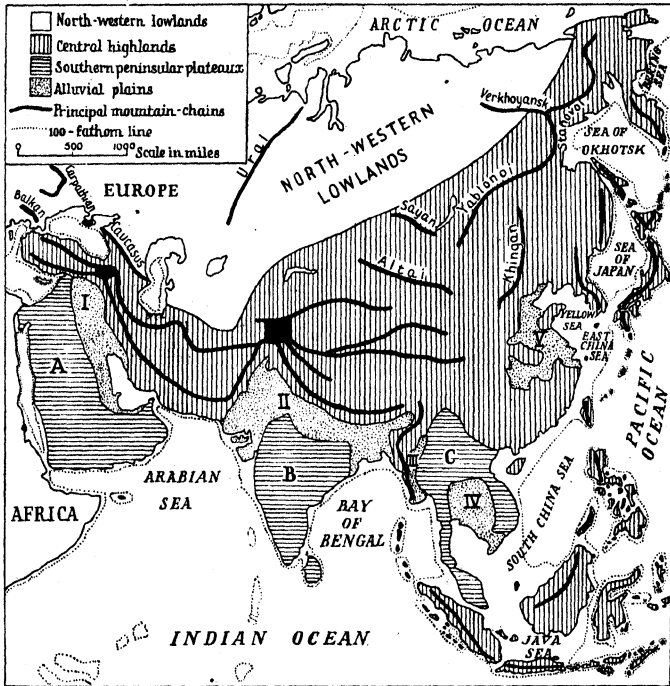 North-western lowlands
Central highlands
Southern peninsular plateaux
Alluvial plains
Principal mountain-chains
100-fathom line
0 500 1000 Scale in miles
ARCTIC OCEAN
BERING SEA
Verkhoyansk
Stanovoi
SEA OF
OKHOTSK
NORTH-WESTERN
LOWLANDS
Ural
EUROPE
Carpathian
Balkan
Caucasus
Sayan
Yablonoi
Altai
Khingan
SEA
OF
JAPAN
YELLOW
SEA
EAST
CHINA
SEA
V
PACIFIC
OCEAN
I
A
II
B
III
C
IV
ARABIAN
SEA
AFRICA
BAY
OF
BENGAL
SOUTH CHINA SEA
INDIAN OCEAN
JAVA
SEA